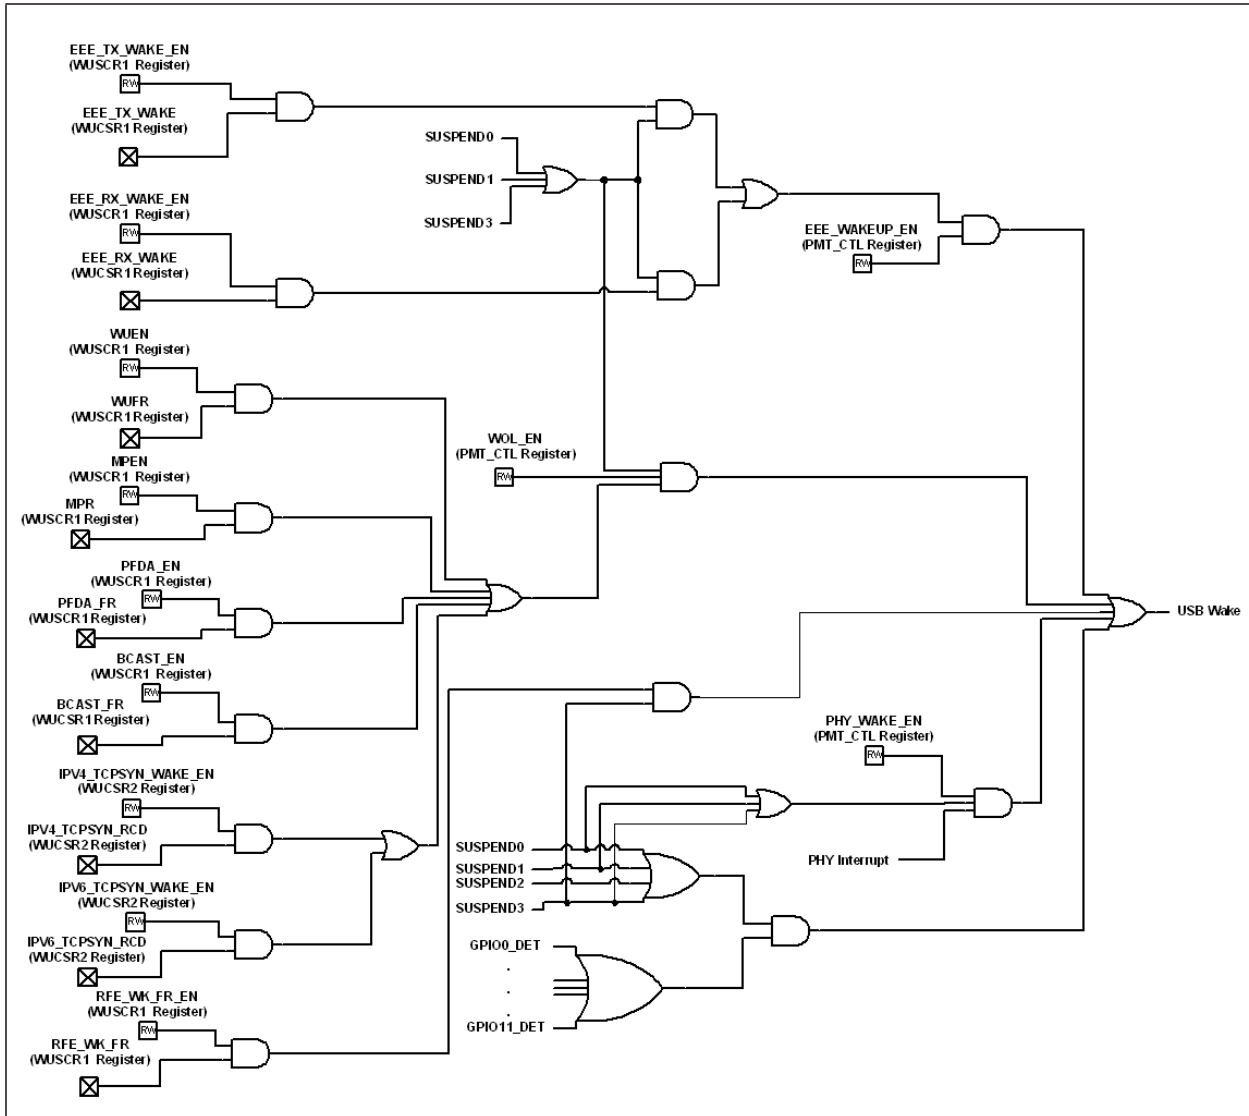 EEE_TX_WAKE_EN
(WUSCR1 Register)
RW
EEE_TX_WAKE
(WUCSR1 Register)
SUSPEND0
SUSPEND1
SUSPEND3
EEE_RX_WAKE_EN
(WUSCR1 Register)
RW
EEE_RX_WAKE
(WUCSR1 Register)
EEE_WAKEUP_EN
(PMT_CTL Register)
RW
WUEN
(WUSCR1 Register)
RW
WUFR
(WUSCR1 Register)
WOL_EN
(PMT_CTL Register)
RW
MPEN
(WUSCR1 Register)
RW
MPR
(WUSCR1 Register)
PFDA_EN
(WUSCR1 Register)
RW
PFDA_FR
(WUSCR1 Register)
USB Wake
BCAST_EN
(WUSCR1 Register)
RW
BCAST_FR
(WUCSR1 Register)
PHY_WAKE_EN
(PMT_CTL Register)
RW
IPV4_TCPSYN_WAKE_EN
(WUCSR2 Register)
RW
IPV4_TCPSYN_RCD
(WUCSR2 Register)
PHY Interrupt
SUSPEND0
SUSPEND1
SUSPEND2
SUSPEND3
IPV6_TCPSYN_WAKE_EN
(WUCSR2 Register)
RW
IPV6_TCPSYN_RCD
(WUCSR2 Register)
GPIO0_DET
.
.
.
GPIO11_DET
RFE_WK_FR_EN
(WUSCR1 Register)
RW
RFE_WK_FR
(WUSCR1 Register)